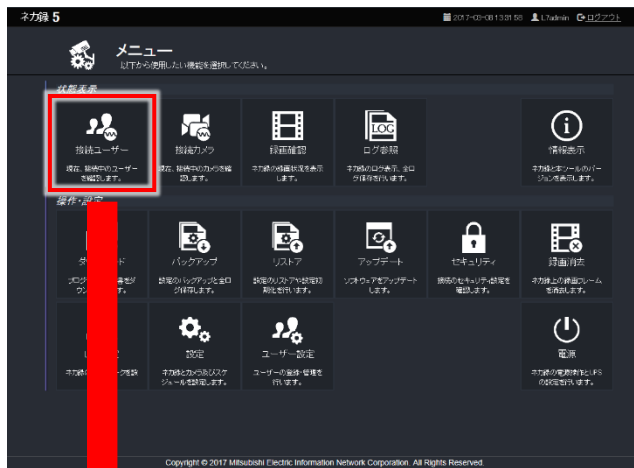 ネカ録 5
2017-03-08 13:31:58 L7admin ログアウト
メニュー
以下から使用したい機能を選択してください。
状態表示
接続ユーザー 接続カメラ 録画確認 ログ参照 情報表示
現在、接続中のユーザー 現在、接続中のカメラを確 ネカ録の録画状況を表示 ネカ録のログ表示、全ロ ネカ録と本ツールのバー
を確認します。 認します。 します。 グ保存を行います。 ジョンを表示します。
操作・設定
バックアップ リストア アップデート セキュリティ 録画消去
設定のバックアップと全ロ 設定のリストアや設定初 ソフトウェアをアップデート 接続のセキュリティ設定を ネカ録上の録画フレーム
グ保存します。 期化を行います。 します。 確認します。 を消去します。
設定 ユーザー設定 電源
ネカ録とカメラ及びスケ ユーザーの登録・管理を ネカ録の電源操作とUPS
ジュールを設定します。 行います。 の設定を行います。
Copyright © 2017 Mitsubishi Electric Information Network Corporation. All Rights Reserved.